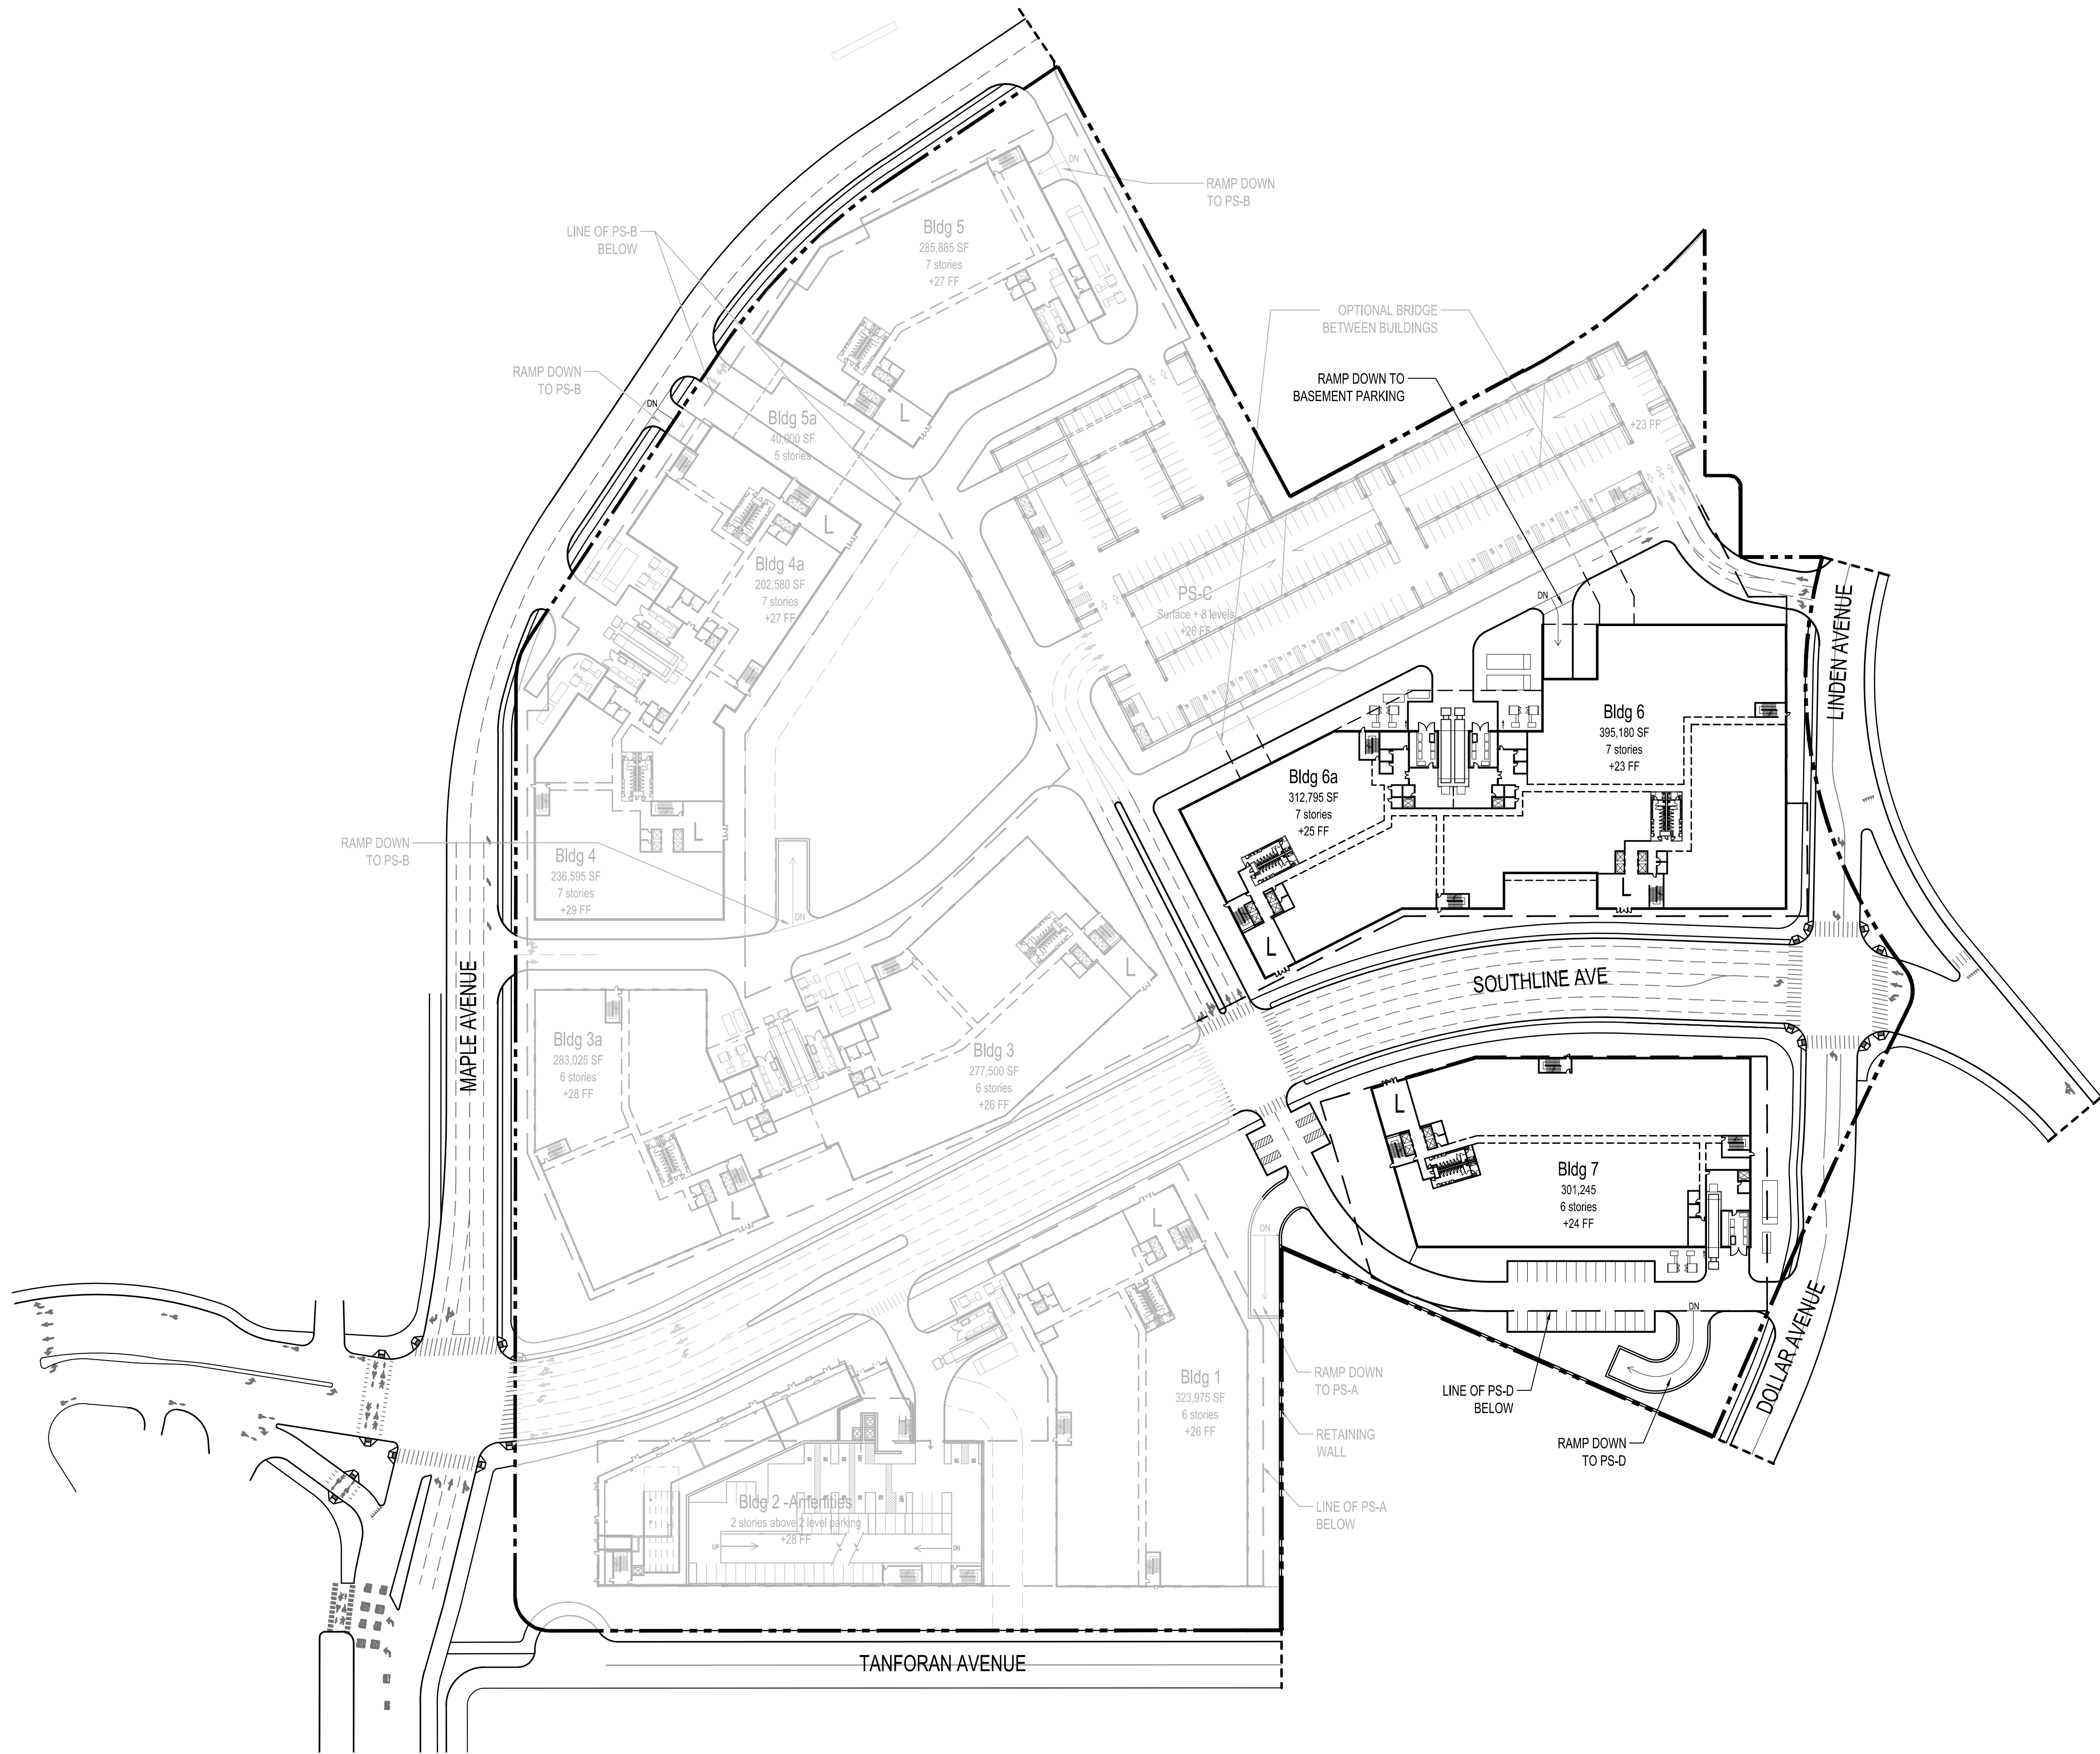 DN
RAMP DOWN
TO PS-B
LINE OF PS-B
BELOW
Bldg 5
285,885 SF
7 stories
+27 FF
OPTIONAL BRIDGE
BETWEEN BUILDINGS
RAMP DOWN
TO PS-B
DN
RAMP DOWN TO
BASEMENT PARKING
Bldg 5a
40,000 SF
5 stories
L
+23 FF
L
Bldg 4a
202,580 SF
7 stories
+27 FF
PS-C
Surface + 8 levels
+26 FF
DN
LINDEN AVENUE
Bldg 6
395,180 SF
7 stories
+23 FF
Bldg 6a
312,795 SF
7 stories
+25 FF
L
RAMP DOWN
TO PS-B
Bldg 4
236,595 SF
7 stories
+29 FF
DN
L
L
L
SOUTHLINE AVE
MAPLE AVENUE
Bldg 3a
283,025 SF
6 stories
+28 FF
Bldg 3
277,500 SF
6 stories
+26 FF
L
Bldg 7
301,245
6 stories
+24 FF
L
L
DN
DN
DOLLAR AVENUE
Bldg 1
323,975 SF
6 stories
+26 FF
RAMP DOWN
TO PS-A
LINE OF PS-D
BELOW
RETAINING
WALL
RAMP DOWN
TO PS-D
Bldg 2 -Amenities
2 stories above 2 level parking
+28 FF
UP
DN
LINE OF PS-A
BELOW
TANFORAN AVENUE